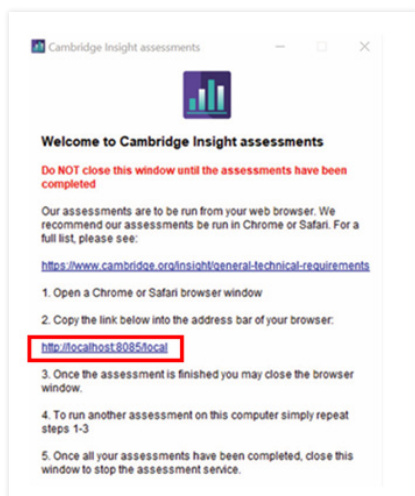 Cambridge Insight assessments
Welcome to Cambridge Insight assessments
Do NOT close this window until the assessments have been
completed
Our assessments are to be run from your web browser. We
recommend our assessments be run in Chrome or Safari. For a
full list, please see:
https://www.cambridge.org/insight/general-technical-requirements
1. Open a Chrome or Safari browser window
2. Copy the link below into the address bar of your browser:
http://localhost:8085/local
3. Once the assessment is finished you may close the browser
window.
4. To run another assessment on this computer simply repeat
steps 1-3
5. Once all your assessments have been completed, close this
window to stop the assessment service.